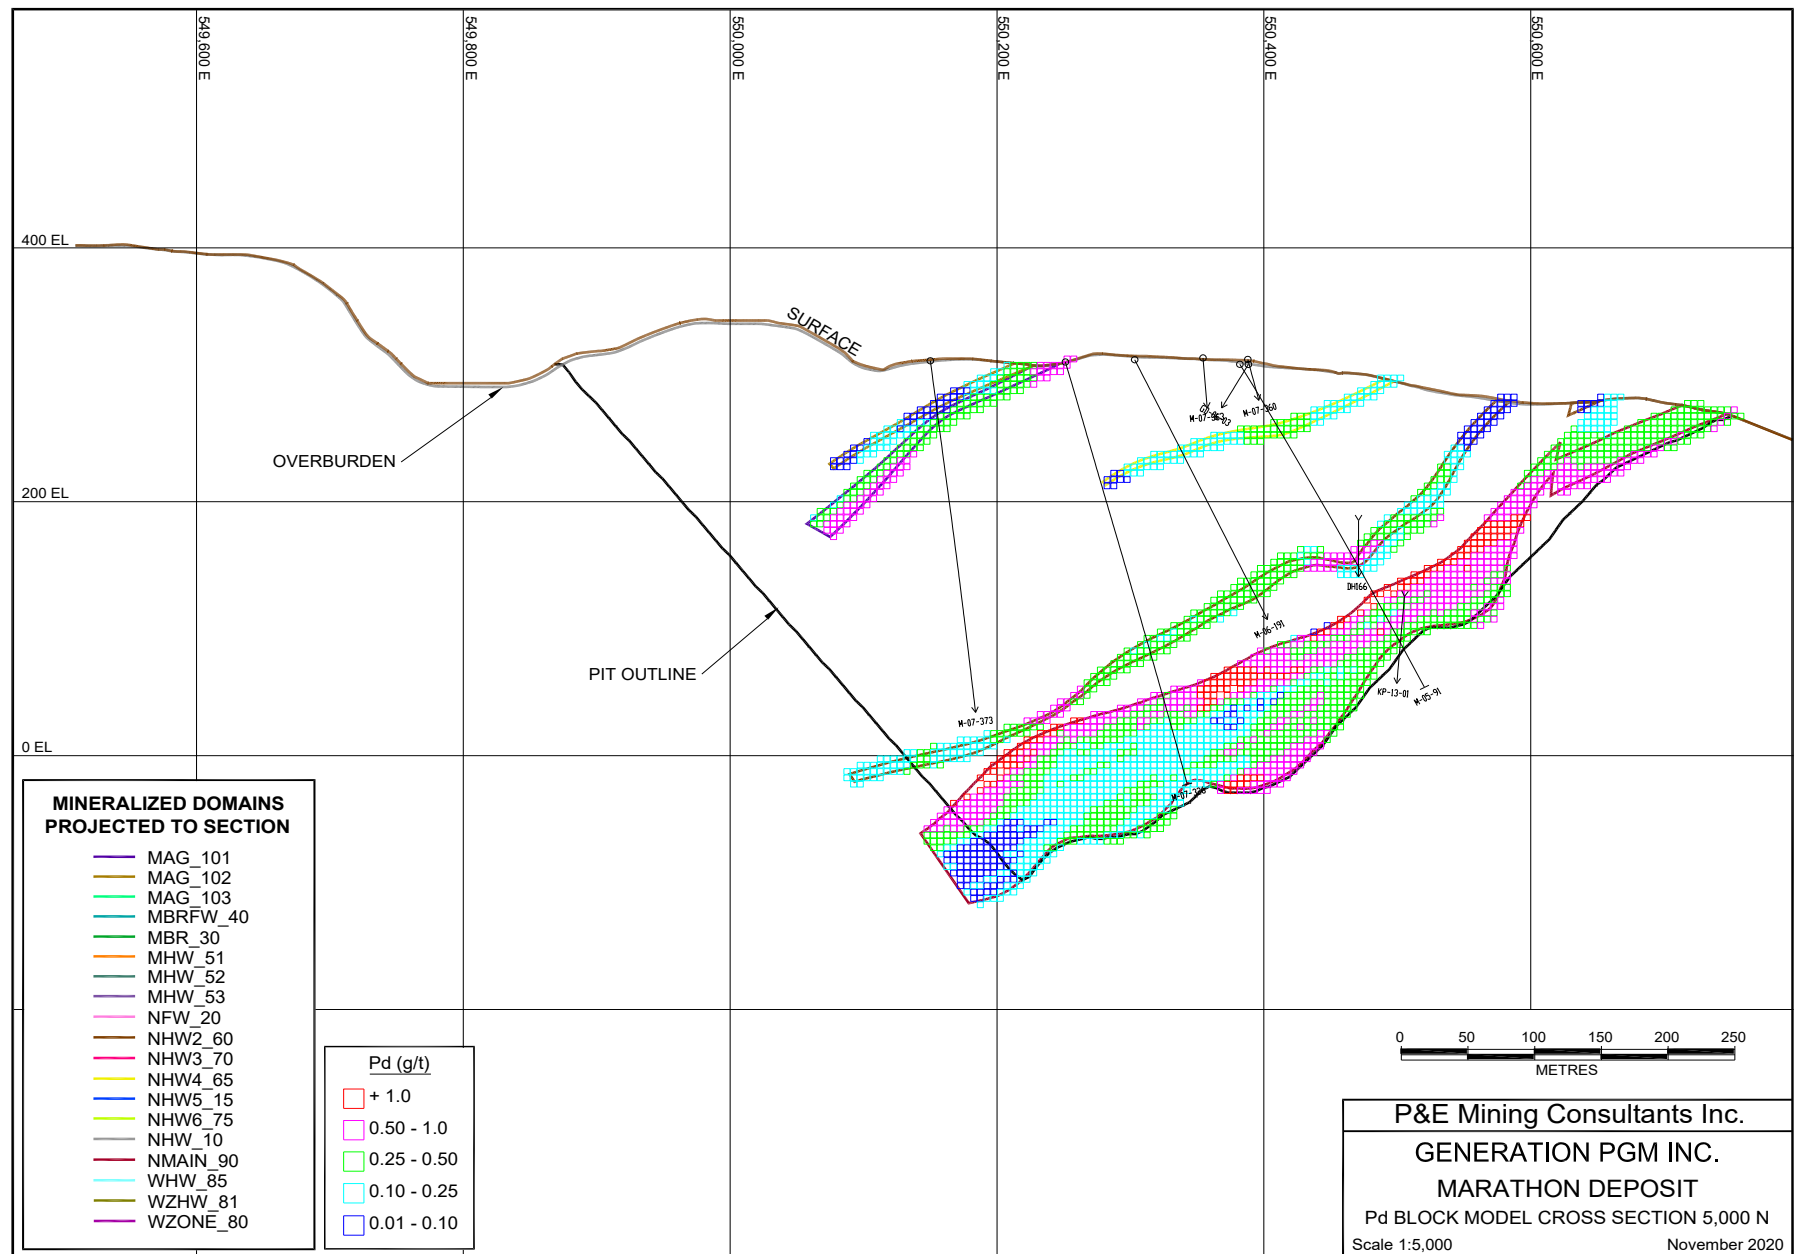 549,600 E
549,800 E
550,000 E
550,200 E
550,400 E
550,600 E
400 EL
SURFACE
OVERBURDEN
200 EL
PIT OUTLINE
0 EL
M-07-360
DH066
M-06-191
KP-13-01
M-05-91
M-07-373
MINERALIZED DOMAINS
PROJECTED TO SECTION
MAG_101
MAG_102
MAG_103
MBRFW_40
MBR_30
MHW_51
MHW_52
MHW_53
NFW_20
NHW2_60
NHW3_70
NHW4_65
NHW5_15
NHW6_75
NHW_10
NMAIN_90
WHW_85
WZHW_81
WZONE_80
Pd (g/t)
+ 1.0
0.50 - 1.0
0.25 - 0.50
0.10 - 0.25
0.01 - 0.10
0 50 100 150 200 250
METRES
P&E Mining Consultants Inc.
GENERATION PGM INC.
MARATHON DEPOSIT
Pd BLOCK MODEL CROSS SECTION 5,000 N
Scale 1:5,000 November 2020